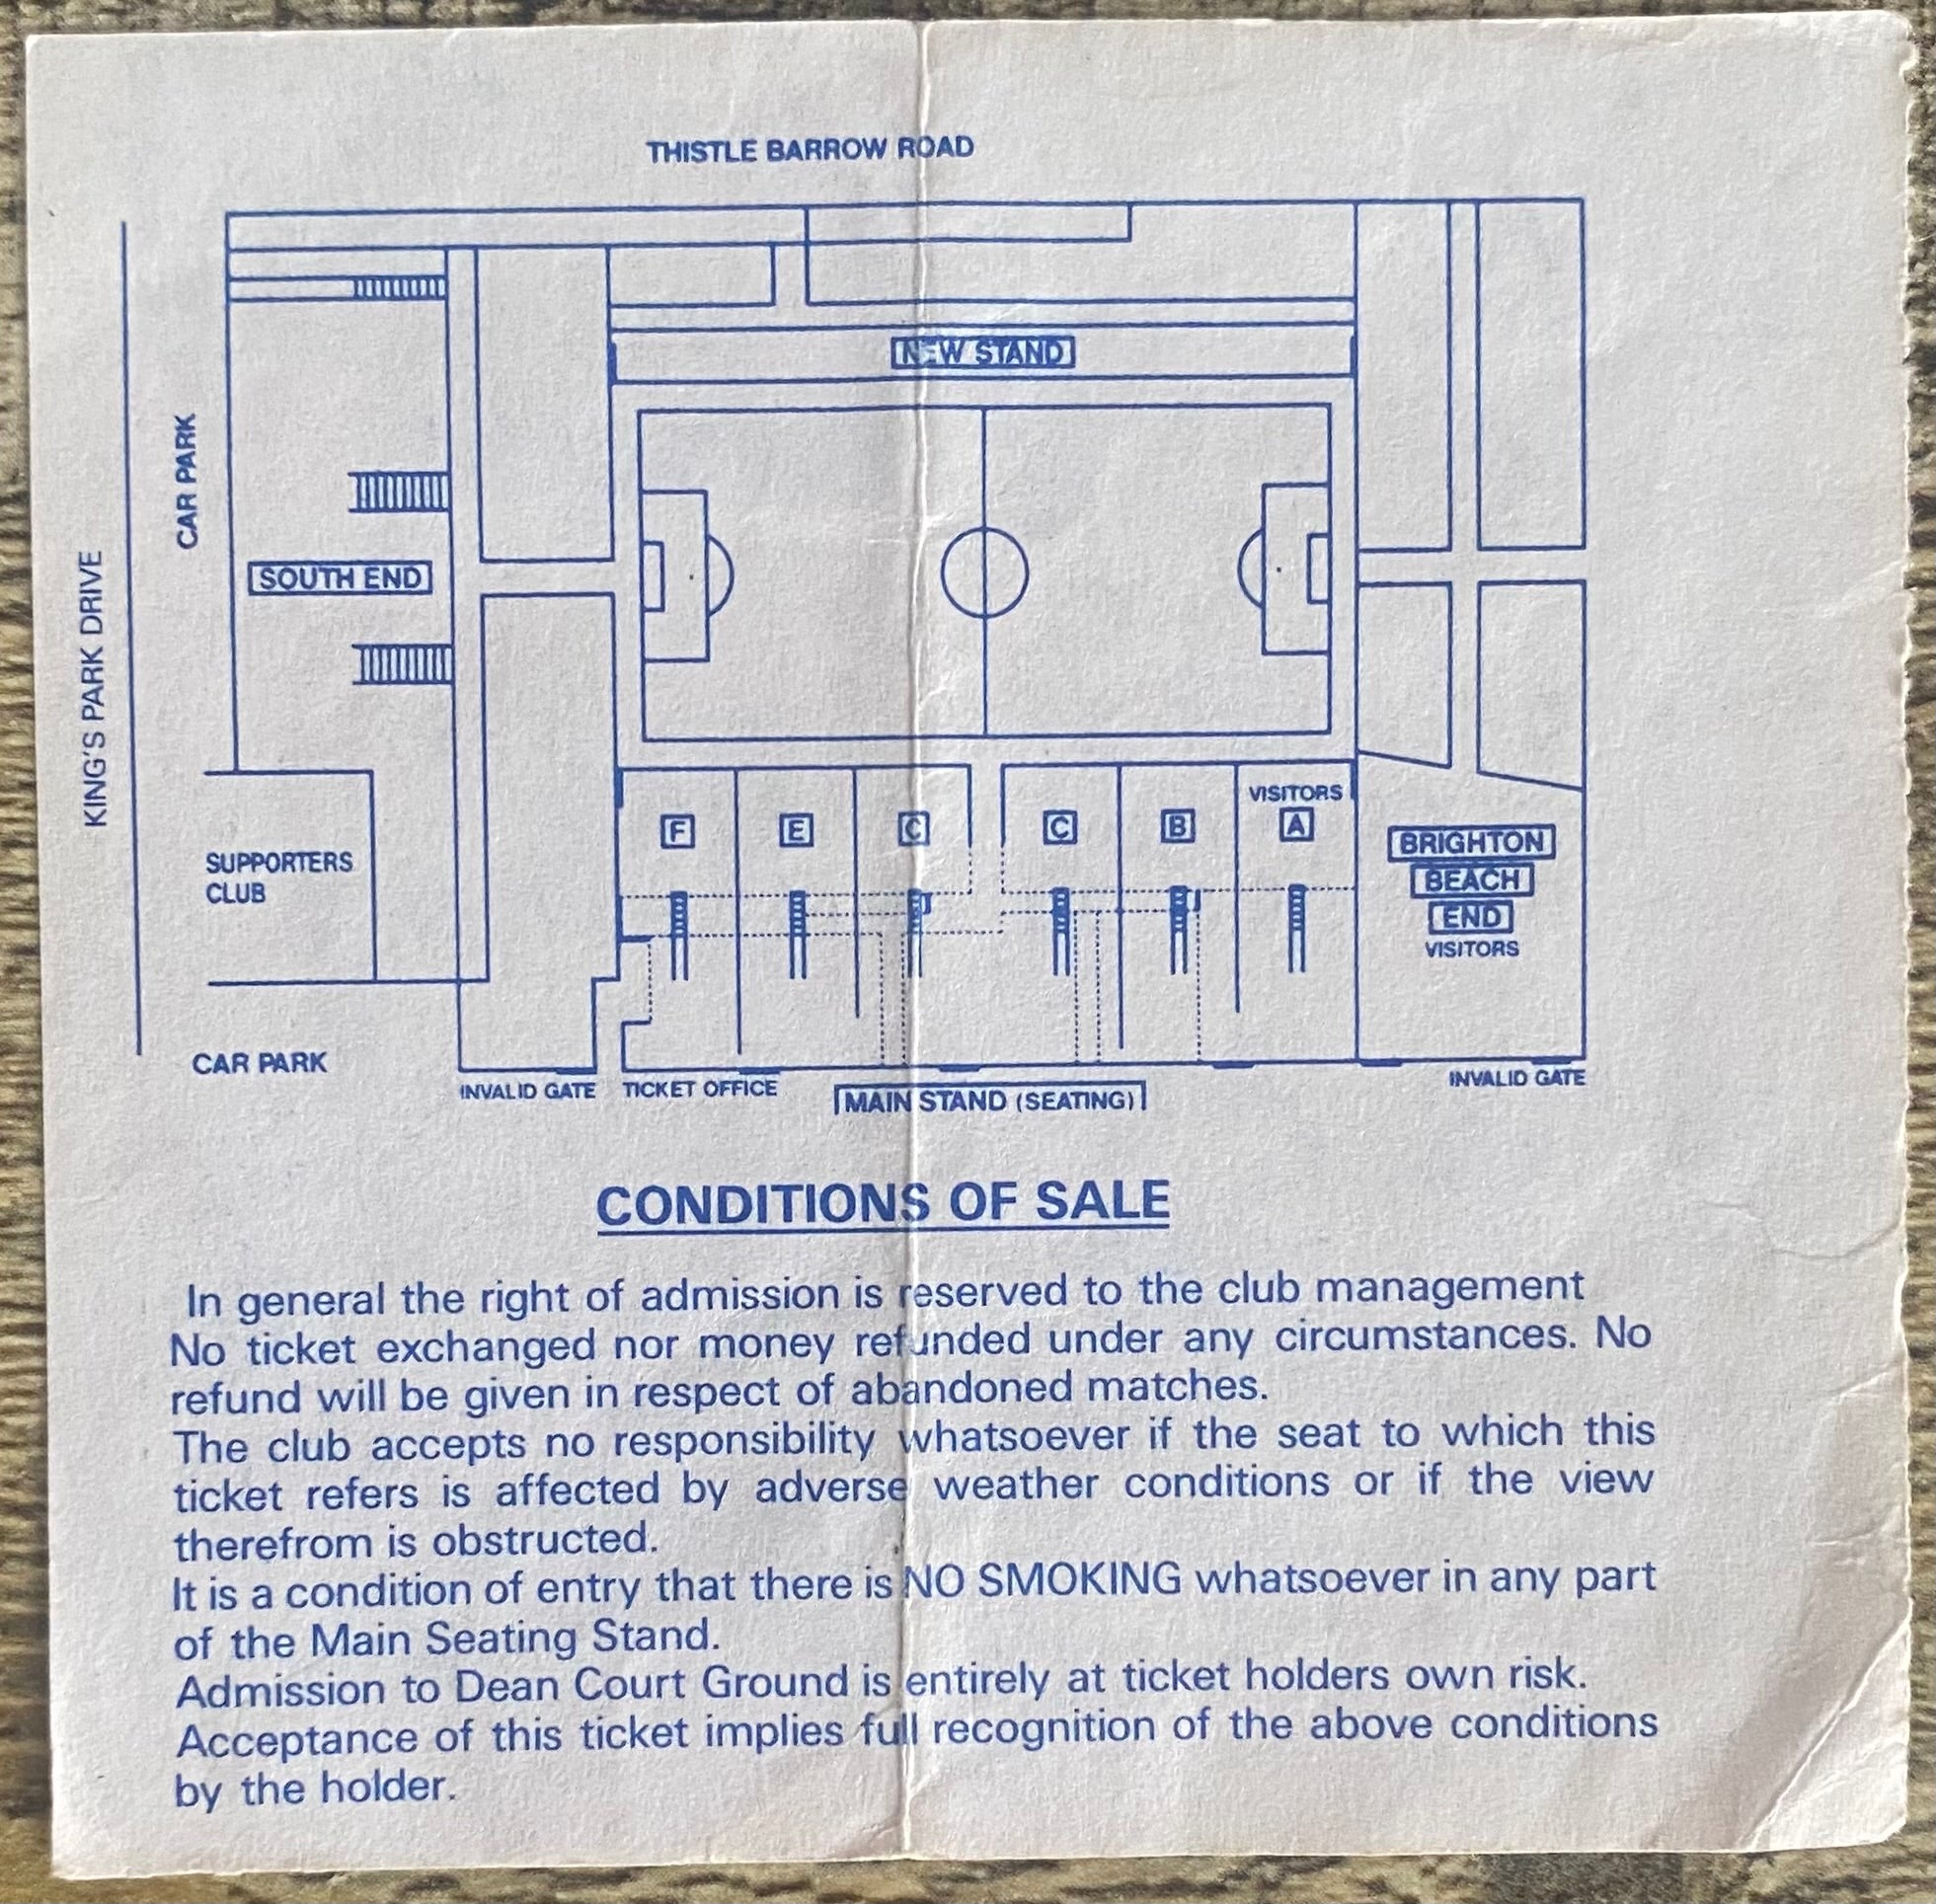 THISTLE BARROW ROAD
NEW STAND
CAR PARK
KING'S PARK DRIVE
SOUTH END
VISITORS
F E C C B A
BRIGHTON
BEACH
END
VISITORS
SUPPORTERS
CLUB
CAR PARK
INVALID GATE
TICKET OFFICE
MAIN STAND (SEATING)
INVALID GATE
CONDITIONS OF SALE
In general the right of admission is reserved to the club management
No ticket exchanged nor money refunded under any circumstances. No
refund will be given in respect of abandoned matches.
The club accepts no responsibility whatsoever if the seat to which this
ticket refers is affected by adverse weather conditions or if the view
therefrom is obstructed.
It is a condition of entry that there is NO SMOKING whatsoever in any part
of the Main Seating Stand.
Admission to Dean Court Ground is entirely at ticket holders own risk.
Acceptance of this ticket implies full recognition of the above conditions
by the holder.